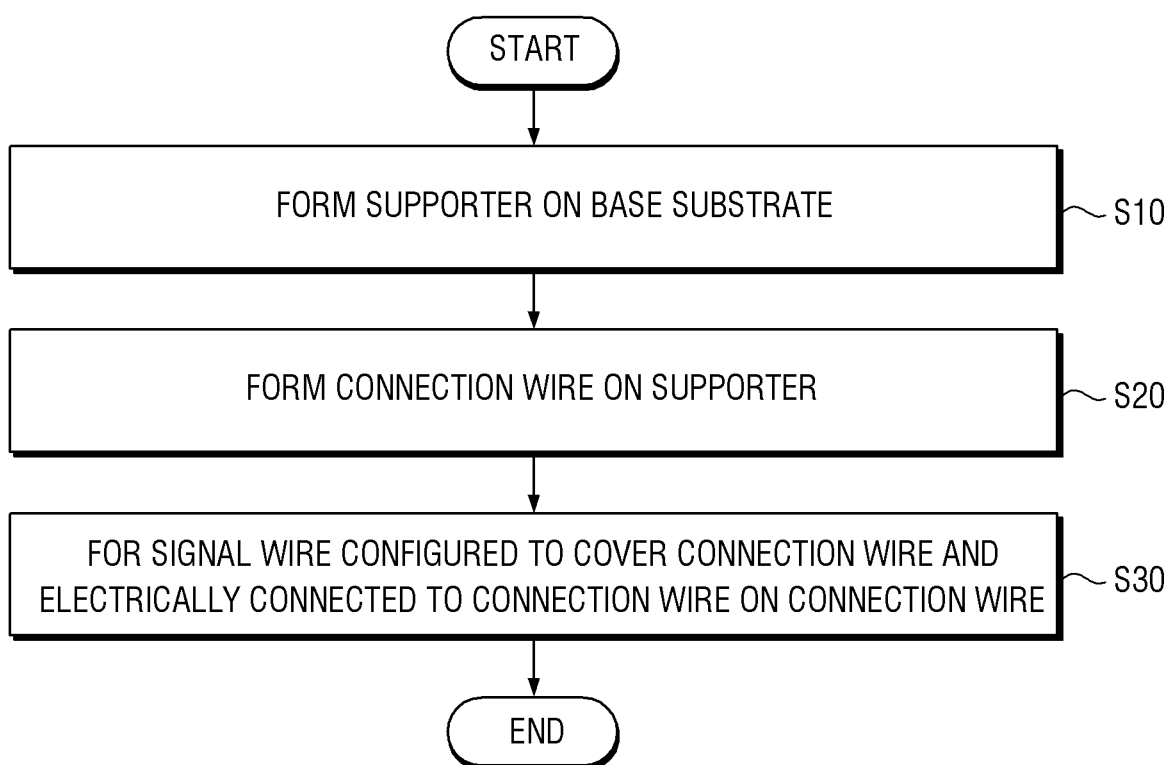 START
FORM SUPPORTER ON BASE SUBSTRATE
S10
FORM CONNECTION WIRE ON SUPPORTER
S20
FOR SIGNAL WIRE CONFIGURED TO COVER CONNECTION WIRE AND
ELECTRICALLY CONNECTED TO CONNECTION WIRE ON CONNECTION WIRE
S30
END